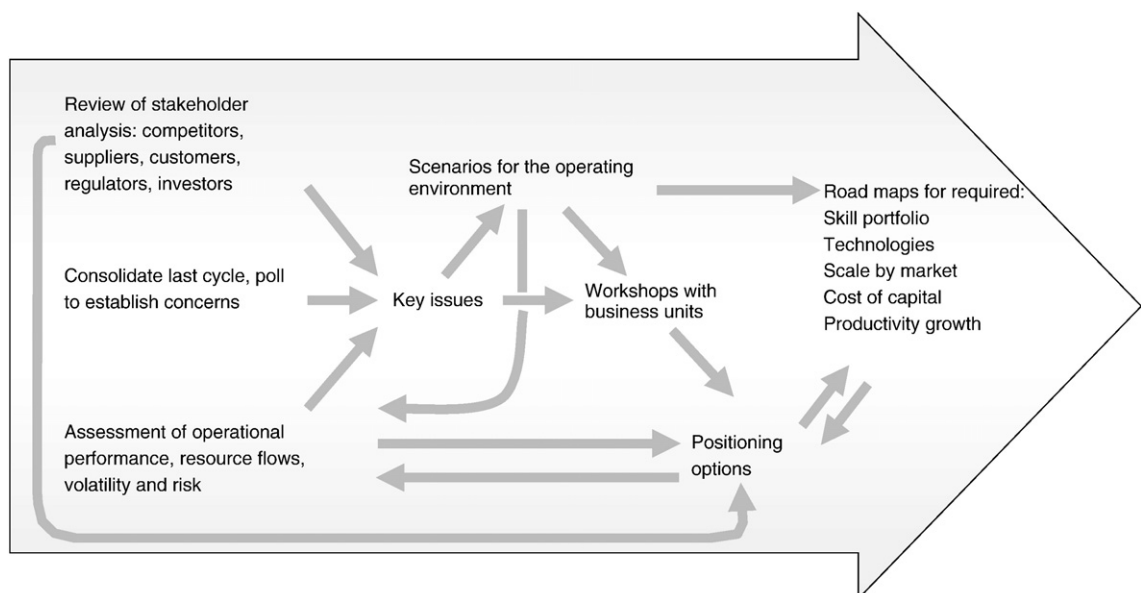 Review of stakeholder
analysis: competitors,
suppliers, customers,
regulators, investors
Consolidate last cycle, poll
to establish concerns
Assessment of operational
performance, resource flows,
volatility and risk
Key issues
Scenarios for the operating
environment
Workshops with
business units
Positioning
options
Road maps for required:
Skill portfolio
Technologies
Scale by market
Cost of capital
Productivity growth